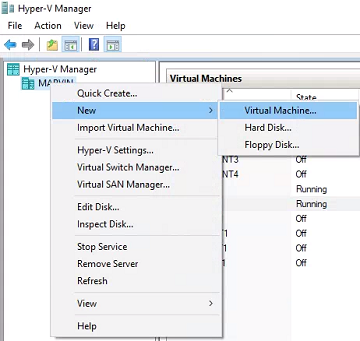 Hyper-V Manager
File Action View Help
Hyper-V Manager
MARVIN
Virtual Machines
Quick Create...
New
Import Virtual Machine...
Hyper-V Settings...
Virtual Switch Manager...
Virtual SAN Manager...
Edit Disk...
Inspect Disk...
Stop Service
Remove Server
Refresh
View
Help
Virtual Machine...
Hard Disk...
Floppy Disk...
State
NT3 Off
NT4 Off
Running
Running
Off
T1 Off
1 Off
1 Off